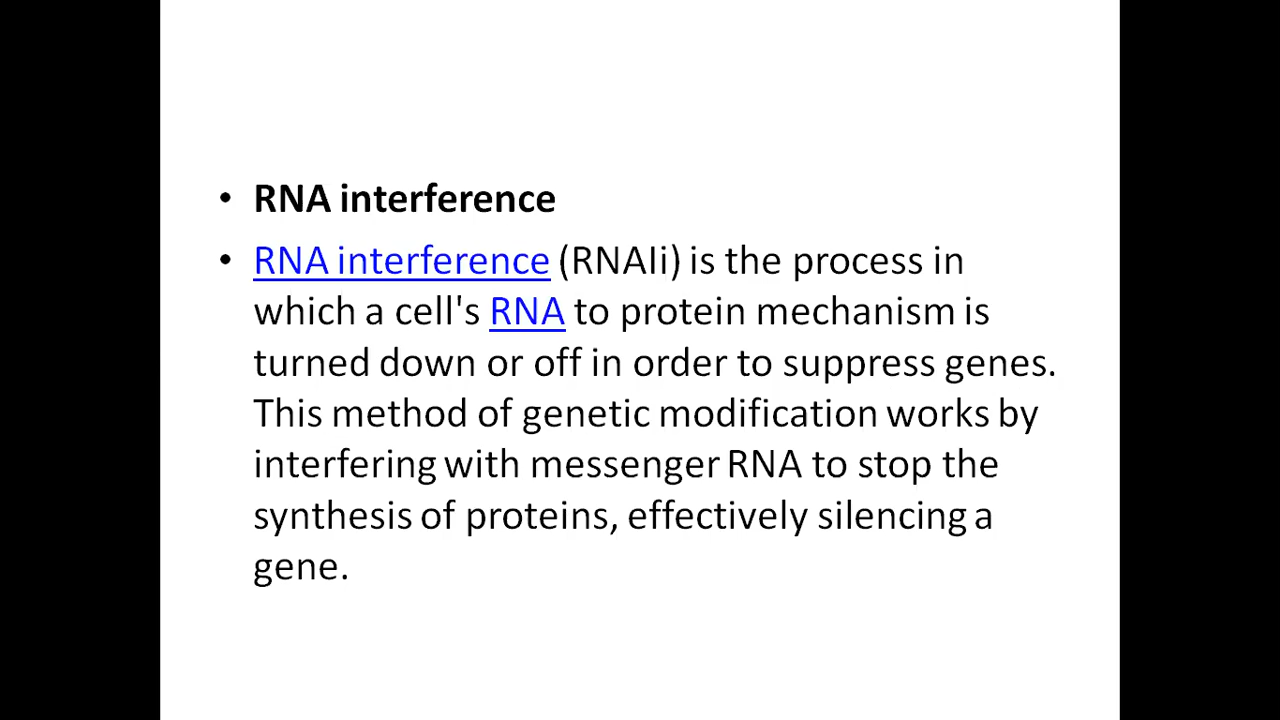 • RNA interference
• RNA interference (RNAIi) is the process in
which a cell's RNA to protein mechanism is
turned down or off in order to suppress genes.
This method of genetic modification works by
interfering with messenger RNA to stop the
synthesis of proteins, effectively silencing a
gene.